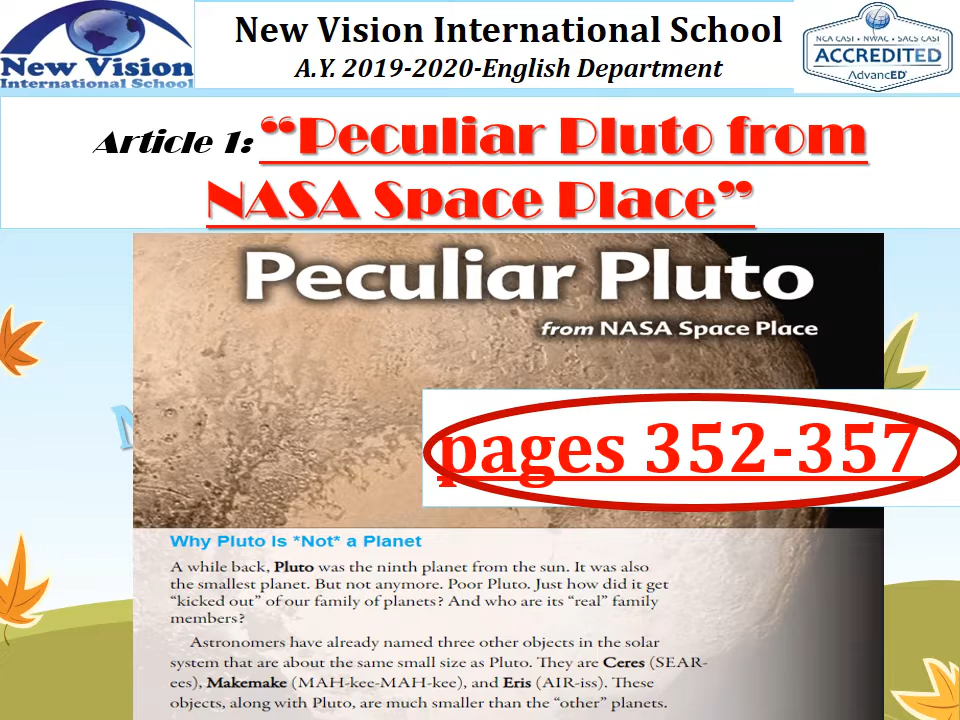 New Vision
International School
New Vision International School
A.Y. 2019-2020-English Department
NCA CASI • NWAC • SACS CASI
ACCREDITED
AdvancED®
Article 1: “Peculiar Pluto from
NASA Space Place”
Peculiar Pluto
from NASA Space Place
pages 352-357
Why Pluto Is *Not* a Planet
A while back, Pluto was the ninth planet from the sun. It was also
the smallest planet. But not anymore. Poor Pluto. Just how did it get
“kicked out” of our family of planets? And who are its “real” family
members?
Astronomers have already named three other objects in the solar
system that are about the same small size as Pluto. They are Ceres (SEAR-
ees), Makemake (MAH-kee-MAH-kee), and Eris (AIR-iss). These
objects, along with Pluto, are much smaller than the “other” planets.